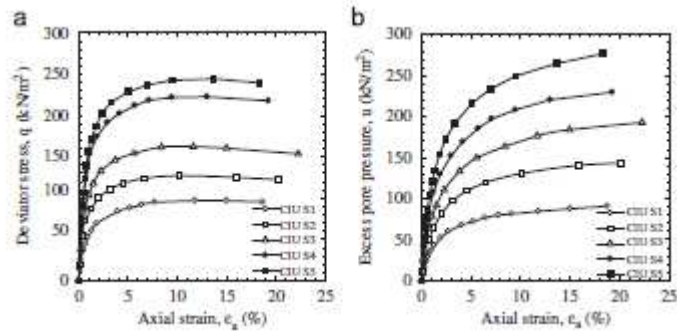 a
b
De viator stress, q (kN/m²)
300
250
200
150
100
50
0
0 5 10 15 20 25
Axial strain, εa (%)
CIU S1
CIU S2
CIU S3
CIU S4
CIU S5
Excess pore pressure, u (kN/m²)
300
250
200
150
100
50
0
0 5 10 15 20 25
Axial strain, εa (%)
CIU S1
CIU S2
CIU S3
CIU S4
CIU S5